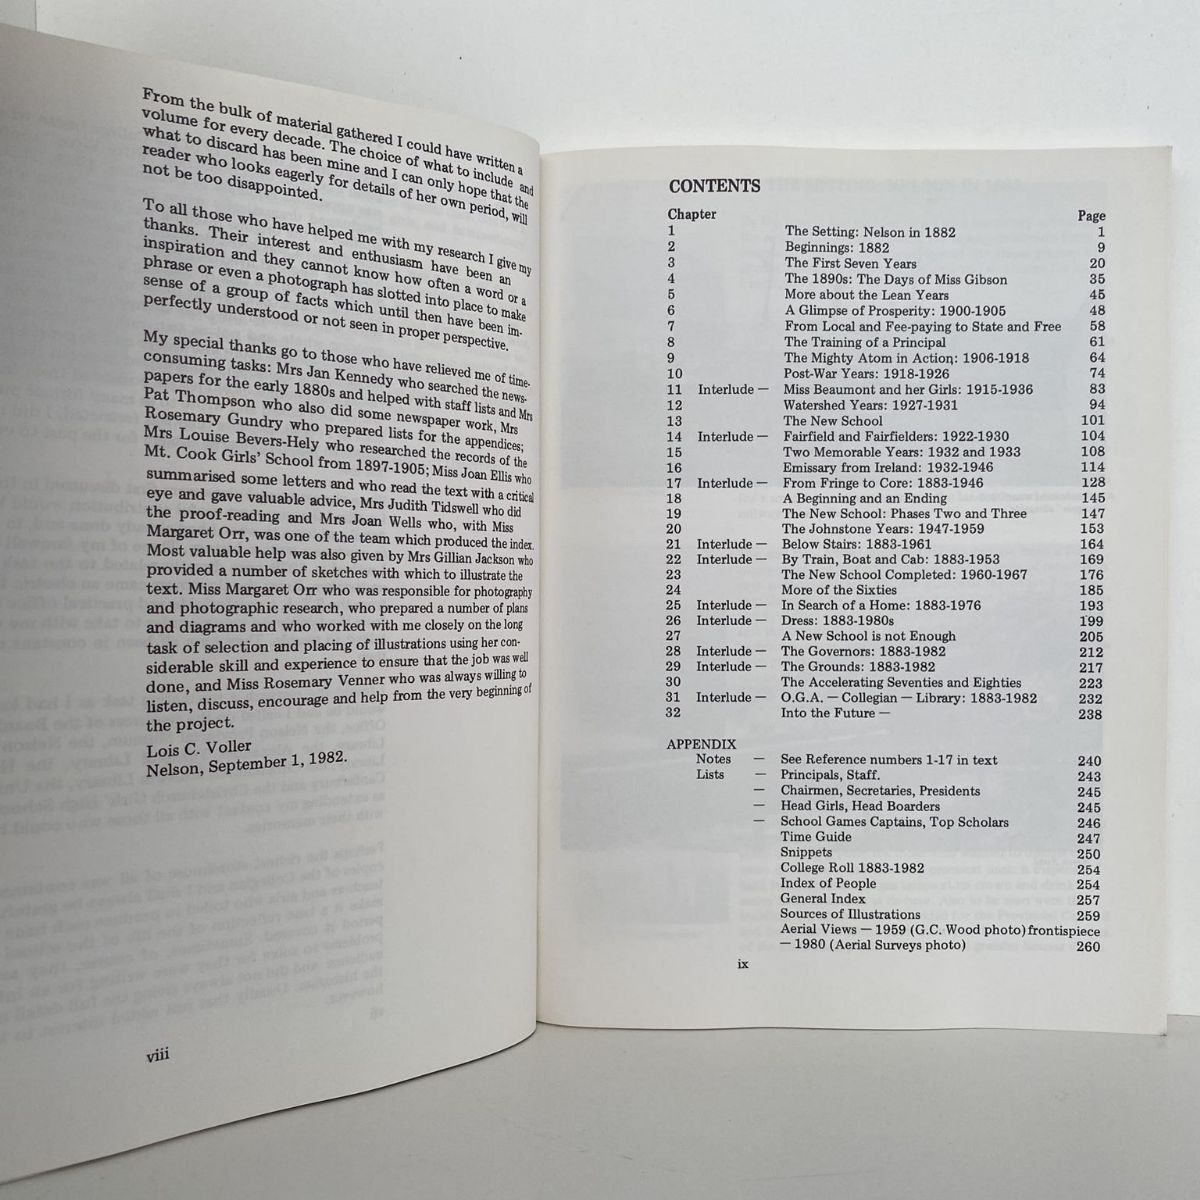 From the bulk of material gathered I could have written a
volume for every decade. The choice of what to include and
what to discard has been mine and I can only hope that the
reader who looks eagerly for details of her own period, will
not be too disappointed.
To all those who have helped me with my research I give my
thanks. Their interest and enthusiasm have been an
inspiration and they cannot know how often a word or a
phrase or even a photograph has slotted into place to make
sense of a group of facts which until then have been im-
perfectly understood or not seen in proper perspective.
My special thanks go to those who have relieved me of time-
consuming tasks: Mrs Jan Kennedy who searched the news-
papers for the early 1880s and helped with staff lists and Mrs
Pat Thompson who also did some newspaper work, Mrs
Rosemary Gundry who prepared lists for the appendices;
Mrs Louise Bevers-Hely who researched the records of the
Mt. Cook Girls' School from 1897-1905; Miss Joan Ellis who
summarised some letters and who read the text with a critical
eye and gave valuable advice, Mrs Judith Tidswell who did
the proof-reading and Mrs Joan Wells who, with Miss
Margaret Orr, was one of the team which produced the index.
Most valuable help was also given by Mrs Gillian Jackson who
provided a number of sketches with which to illustrate the
text. Miss Margaret Orr who was responsible for photography
and photographic research, who prepared a number of plans
and diagrams and who worked with me closely on the long
task of selection and placing of illustrations using her con-
siderable skill and experience to ensure that the job was well
done, and Miss Rosemary Venner who was always willing to
listen, discuss, encourage and help from the very beginning of
the project.
Lois C. Voller
Nelson, September 1, 1982.
viii
CONTENTS
Chapter Page
1 The Setting: Nelson in 1882 1
2 Beginnings: 1882 9
3 The First Seven Years 20
4 The 1890s: The Days of Miss Gibson 35
5 More about the Lean Years 45
6 A Glimpse of Prosperity: 1900-1905 48
7 From Local and Fee-paying to State and Free 58
8 The Training of a Principal 61
9 The Mighty Atom in Action: 1906-1918 64
10 Post-War Years: 1918-1926 74
11 Interlude — Miss Beaumont and her Girls: 1915-1936 83
12 Watershed Years: 1927-1931 94
13 The New School 101
14 Interlude — Fairfield and Fairfielders: 1922-1930 104
15 Two Memorable Years: 1932 and 1933 108
16 Emissary from Ireland: 1932-1946 114
17 Interlude — From Fringe to Core: 1883-1946 128
18 A Beginning and an Ending 145
19 The New School: Phases Two and Three 147
20 The Johnstone Years: 1947-1959 153
21 Interlude — Below Stairs: 1883-1961 164
22 Interlude — By Train, Boat and Cab: 1883-1953 169
23 The New School Completed: 1960-1967 176
24 More of the Sixties 185
25 Interlude — In Search of a Home: 1883-1976 193
26 Interlude — Dress: 1883-1980s 199
27 A New School is not Enough 205
28 Interlude — The Governors: 1883-1982 212
29 Interlude — The Grounds: 1883-1982 217
30 The Accelerating Seventies and Eighties 223
31 Interlude — O.G.A. — Collegian — Library: 1883-1982 232
32 Into the Future — 238
APPENDIX
Notes — See Reference numbers 1-17 in text 240
Lists — Principals, Staff. 243
— Chairmen, Secretaries, Presidents 245
— Head Girls, Head Boarders 245
— School Games Captains, Top Scholars 246
Time Guide 247
Snippets 250
College Roll 1883-1982 254
Index of People 254
General Index 257
Sources of Illustrations 259
Aerial Views — 1959 (G.C. Wood photo) frontispiece
— 1980 (Aerial Surveys photo) 260
ix